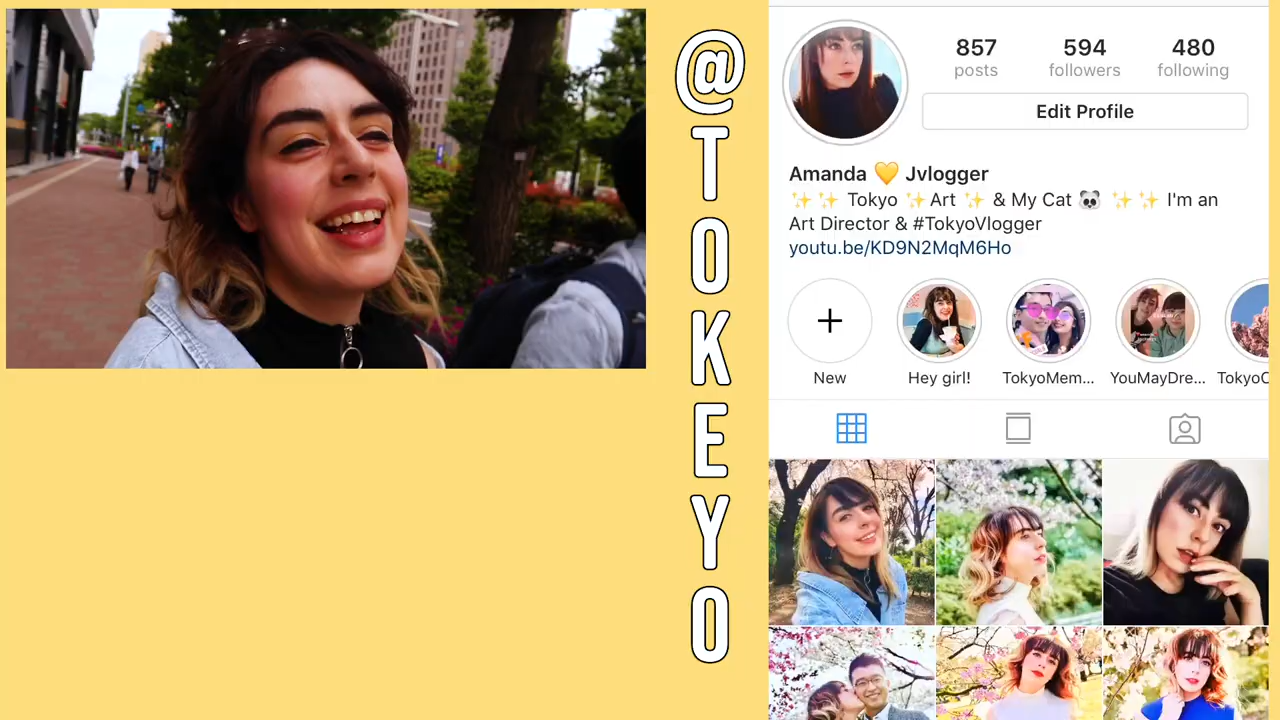 @TOKEYO
857 594 480
posts followers following
Edit Profile
Amanda 💛 Jvlogger
✨✨ Tokyo ✨Art ✨ & My Cat 🐼 ✨✨ I'm an
Art Director & #TokyoVlogger
youtu.be/KD9N2MqM6Ho
New Hey girl! TokyoMem... YouMayDre... TokyoC